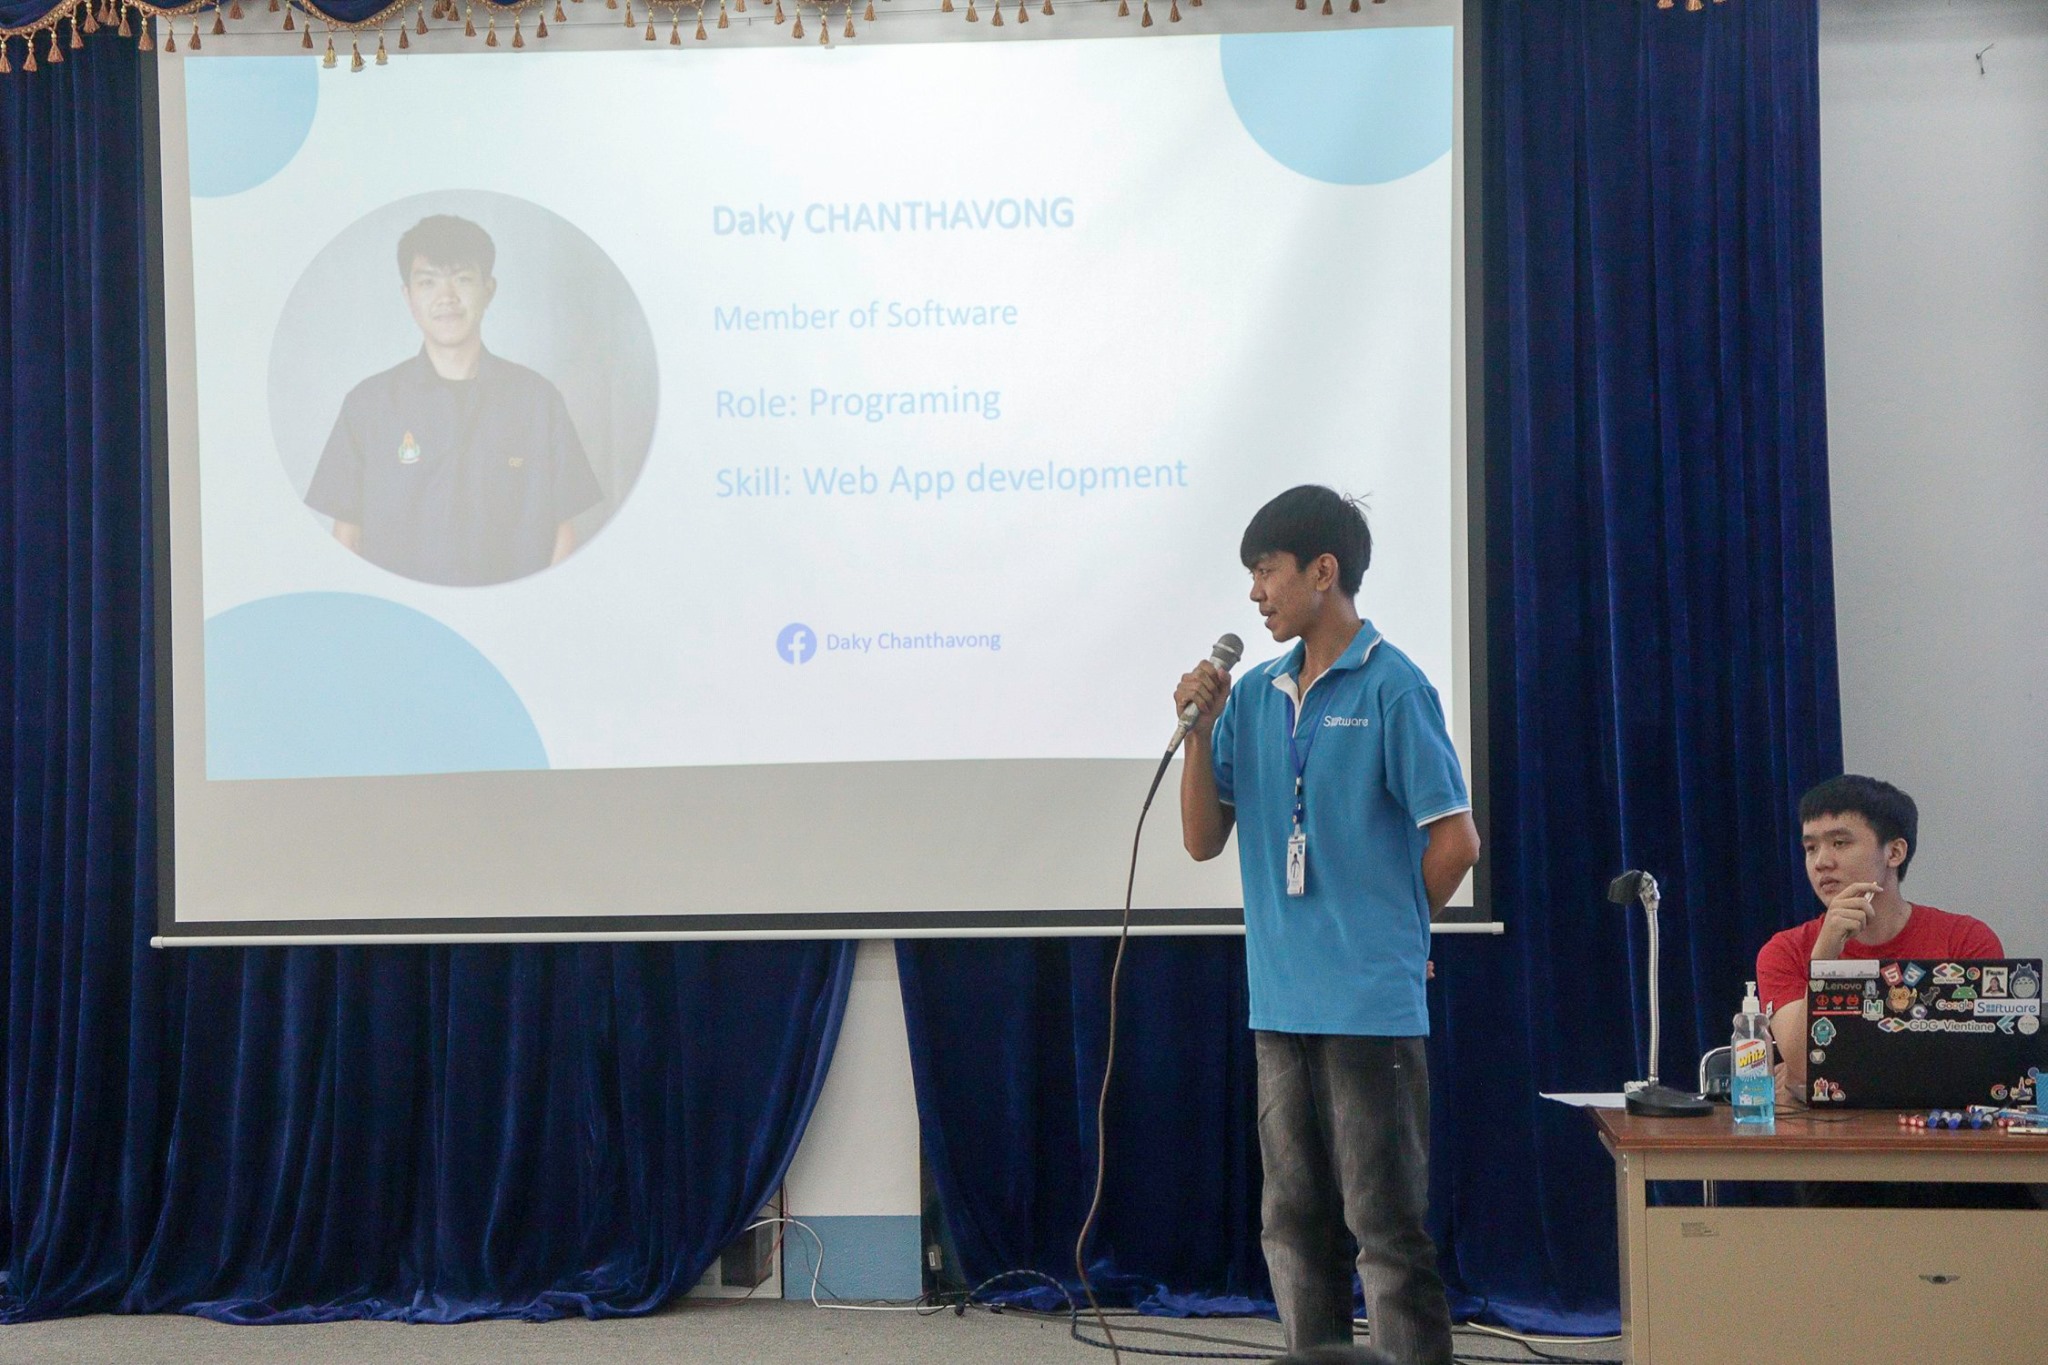 Daky CHANTHAVONG
Member of Software
Role: Programing
Skill: Web App development
Daky Chanthavong
Software
Lenovo
Google
Software
GDG Vientiane